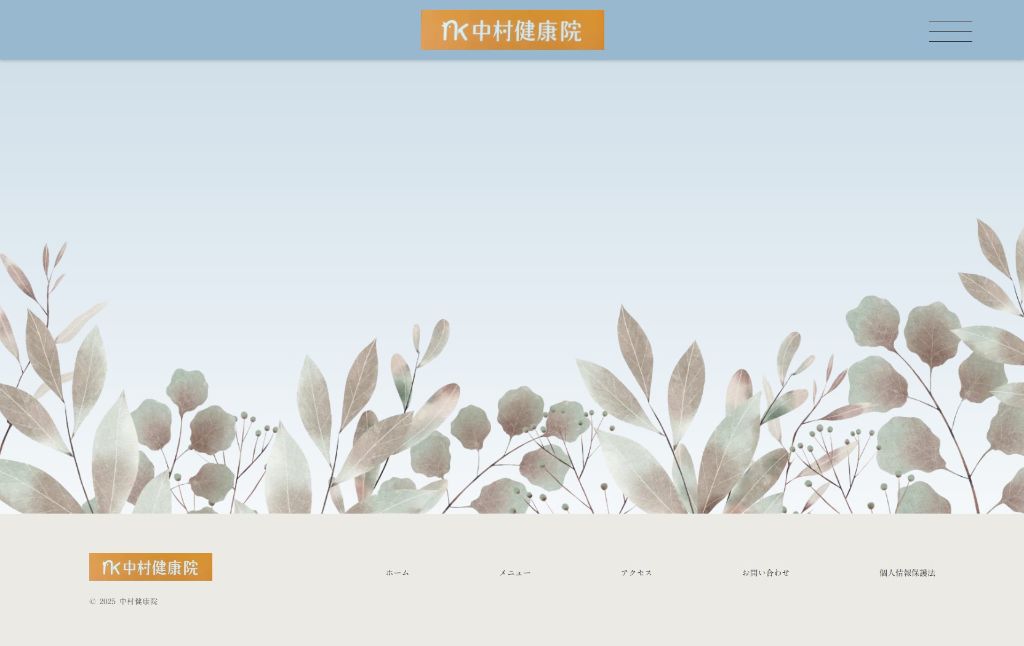 nk中村健康院
nk中村健康院
ホーム
メニュー
アクセス
お問い合わせ
個人情報保護法
© 2025 中村健康院